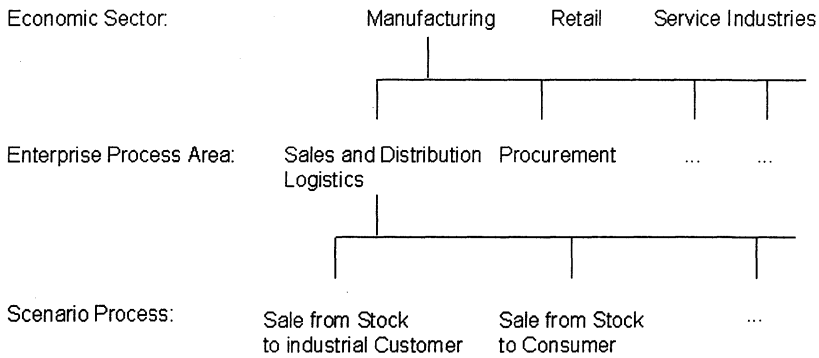 Economic Sector: Manufacturing Retail Service Industries
Enterprise Process Area: Sales and Distribution Procurement ... ...
Logistics
Scenario Process: Sale from Stock Sale from Stock ...
to industrial Customer to Consumer